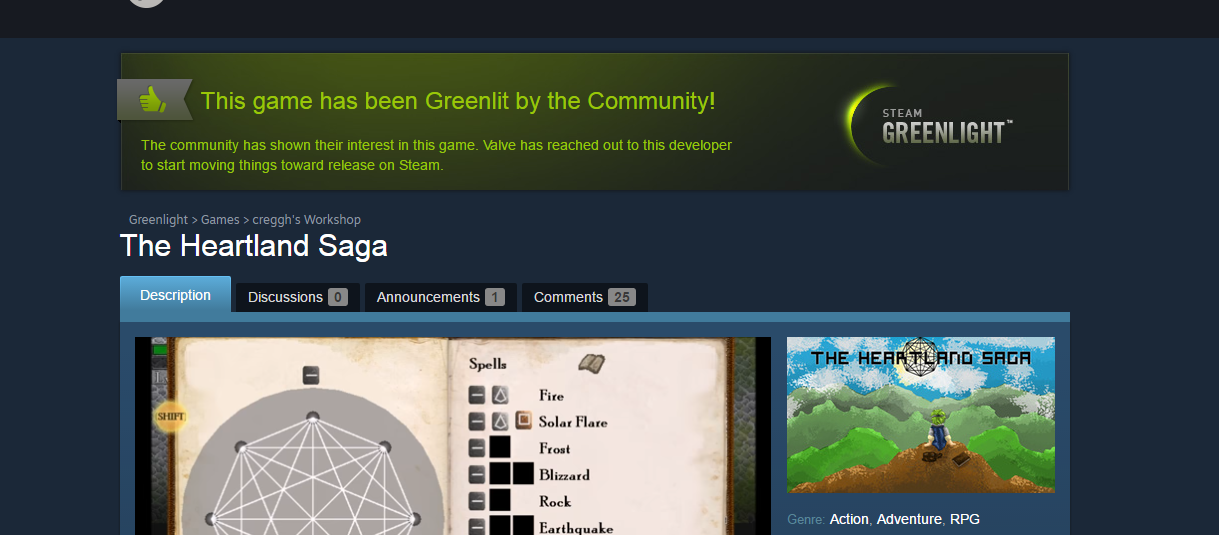 This game has been Greenlit by the Community!
STEAM
GREENLIGHT™
The community has shown their interest in this game. Valve has reached out to this developer
to start moving things toward release on Steam.
Greenlight > Games > creggh's Workshop
The Heartland Saga
Description
Discussions 0
Announcements 1
Comments 25
Spells
SHIFT
Fire
Solar Flare
Frost
Blizzard
Rock
Earthquake
THE HEARTLAND SAGA
Genre: Action, Adventure, RPG